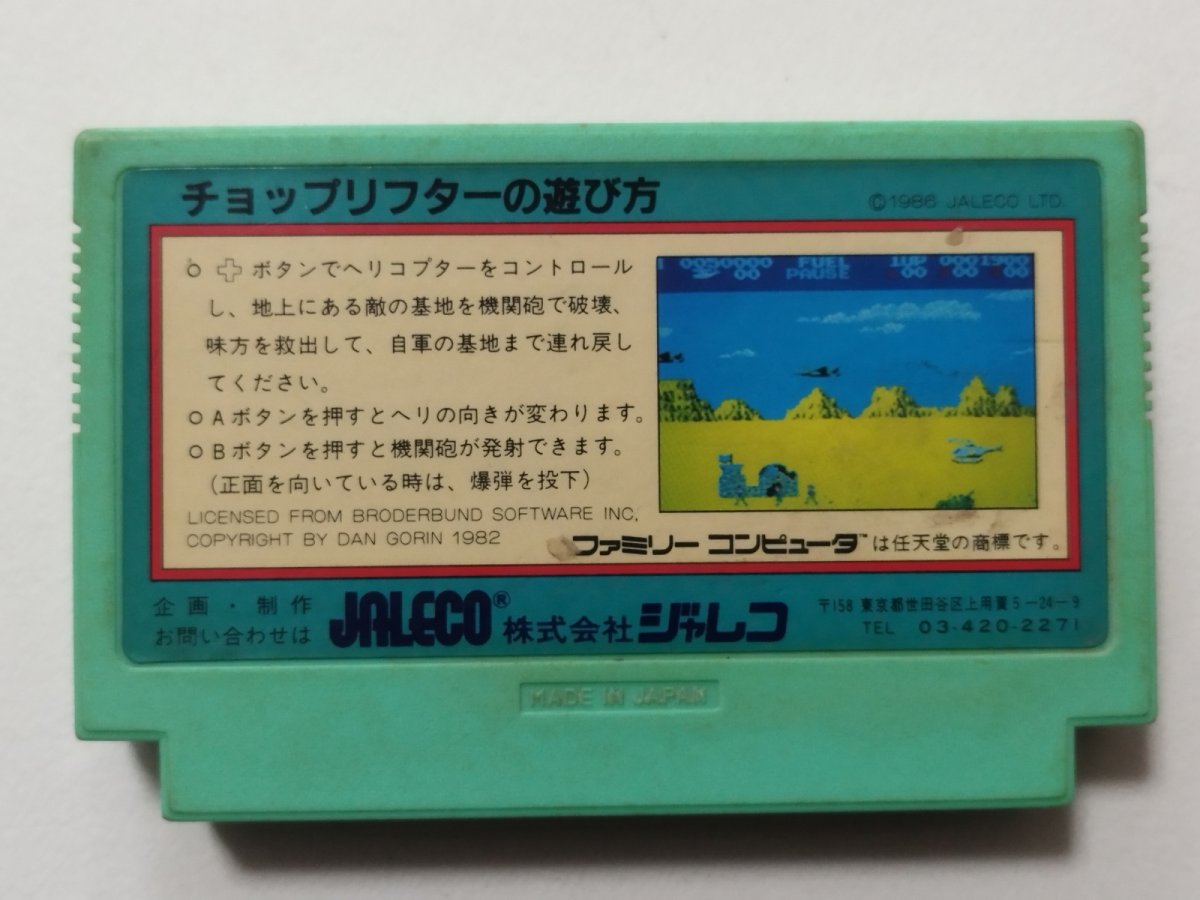 チョップリフターの遊び方
©1986 JALECO LTD.
○ ボタンでヘリコプターをコントロール
し、地上にある敵の基地を機関砲で破壊、
味方を救出して、自軍の基地まで連れ戻し
てください。
○Aボタンを押すとヘリの向きが変わります。
○Bボタンを押すと機関砲が発射できます。
(正面を向いている時は、爆弾を投下)
LICENSED FROM BRODERBUND SOFTWARE INC,
COPYRIGHT BY DAN GORIN 1982
0050000 FUEL 1UP 0001900
00 PAUSE 00 00 00
ファミリー コンピュータ™は任天堂の商標です。
企画・制作
お問い合わせは
JALECO® 株式会社 ジャレコ
〒158 東京都世田谷区上用賀5-24-9
TEL 03-420-2271
MADE IN JAPAN